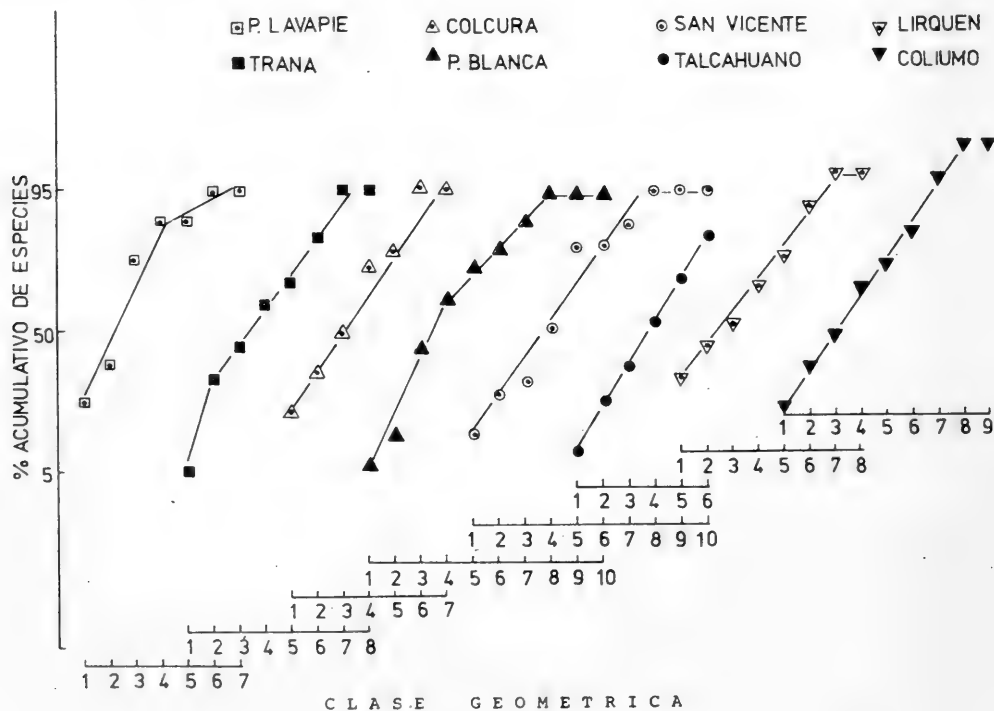 P. LAVAPIE COLCURA SAN VICENTE LIRQUEN
TRANA P. BLANCA TALCAHUANO COLIUMO
% ACUMULATIVO DE ESPECIES
95
50
5
1 2 3 4 5 6 7 8 9
1 2 3 4 5 6 7 8
1 2 3 4 5 6
1 2 3 4 5 6 7 8 9 10
1 2 3 4 5 6 7 8 9 10
1 2 3 4 5 6 7
1 2 3 4 5 6 7 8
1 2 3 4 5 6 7
CLASE GEOMETRICA